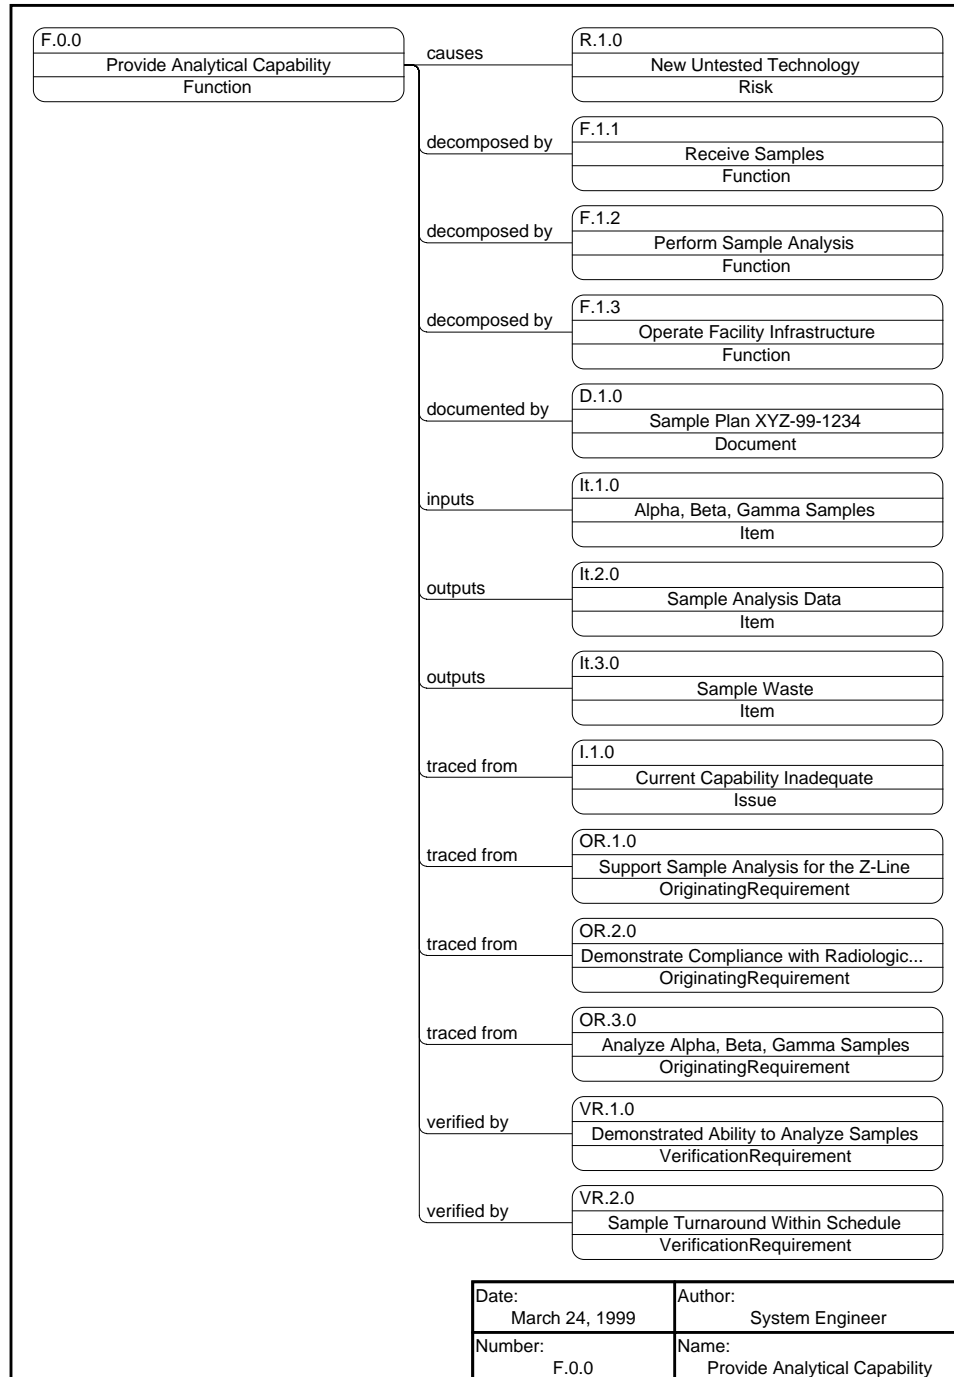 F.0.0
Provide Analytical Capability
Function
causes
R.1.0
New Untested Technology
Risk
decomposed by
F.1.1
Receive Samples
Function
decomposed by
F.1.2
Perform Sample Analysis
Function
decomposed by
F.1.3
Operate Facility Infrastructure
Function
documented by
D.1.0
Sample Plan XYZ-99-1234
Document
inputs
It.1.0
Alpha, Beta, Gamma Samples
Item
outputs
It.2.0
Sample Analysis Data
Item
outputs
It.3.0
Sample Waste
Item
traced from
I.1.0
Current Capability Inadequate
Issue
traced from
OR.1.0
Support Sample Analysis for the Z-Line
OriginatingRequirement
traced from
OR.2.0
Demonstrate Compliance with Radiologic...
OriginatingRequirement
traced from
OR.3.0
Analyze Alpha, Beta, Gamma Samples
OriginatingRequirement
verified by
VR.1.0
Demonstrated Ability to Analyze Samples
VerificationRequirement
verified by
VR.2.0
Sample Turnaround Within Schedule
VerificationRequirement
Date:
March 24, 1999
Author:
System Engineer
Number:
F.0.0
Name:
Provide Analytical Capability